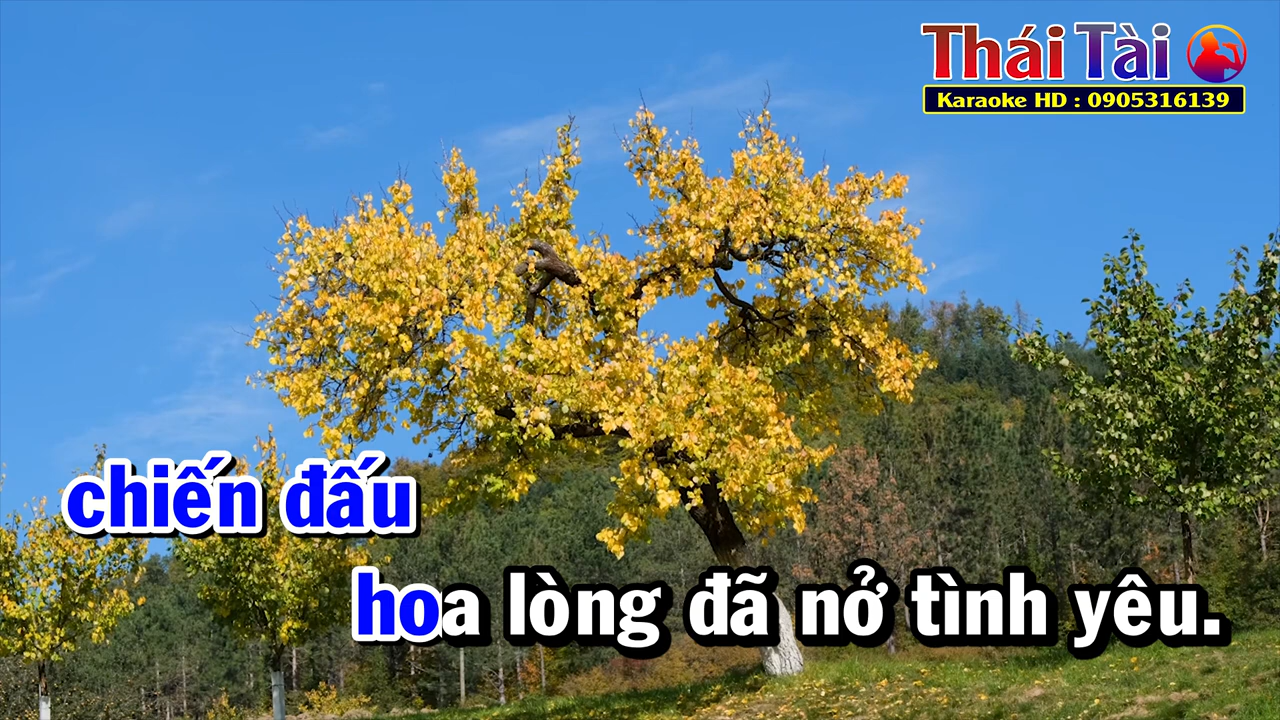 Thái Tài
Karaoke HD : 0905316139
chiến đấu
hoa lòng đã nở tình yêu.